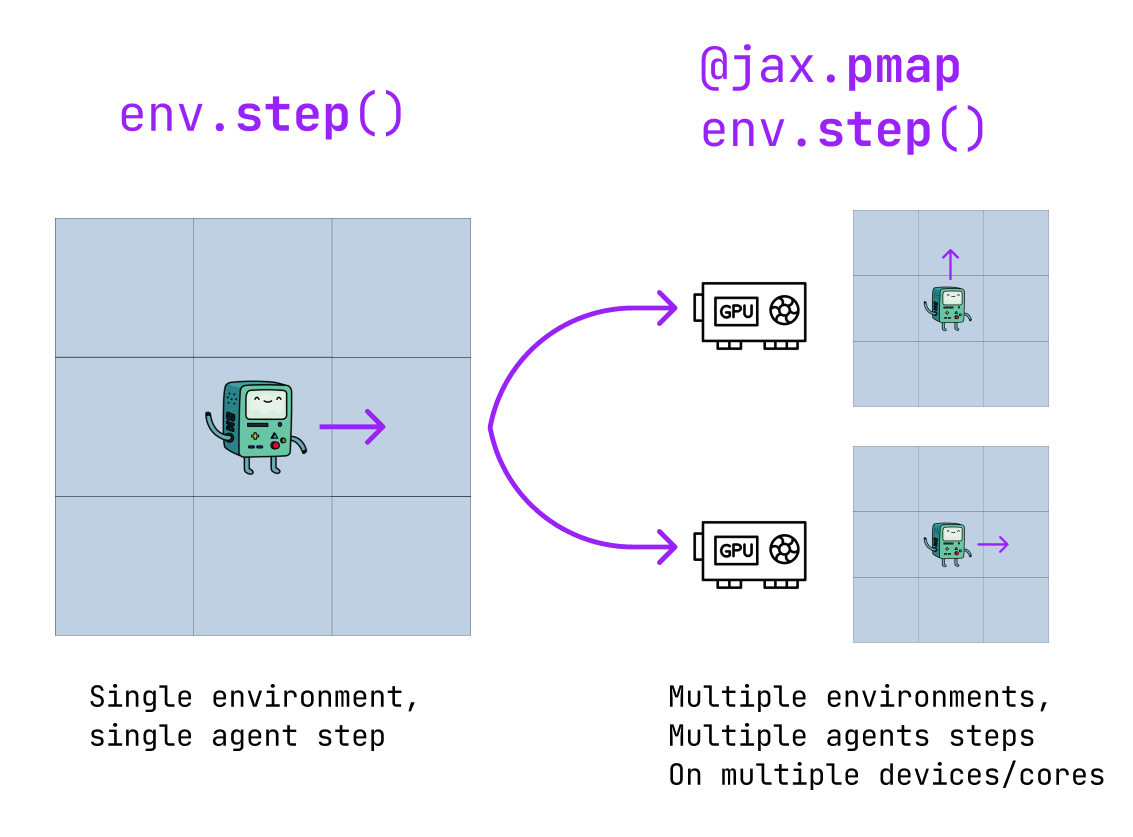 env.step()
@jax.pmap
env.step()
GPU
GPU
Single environment,
single agent step
Multiple environments,
Multiple agents steps
On multiple devices/cores